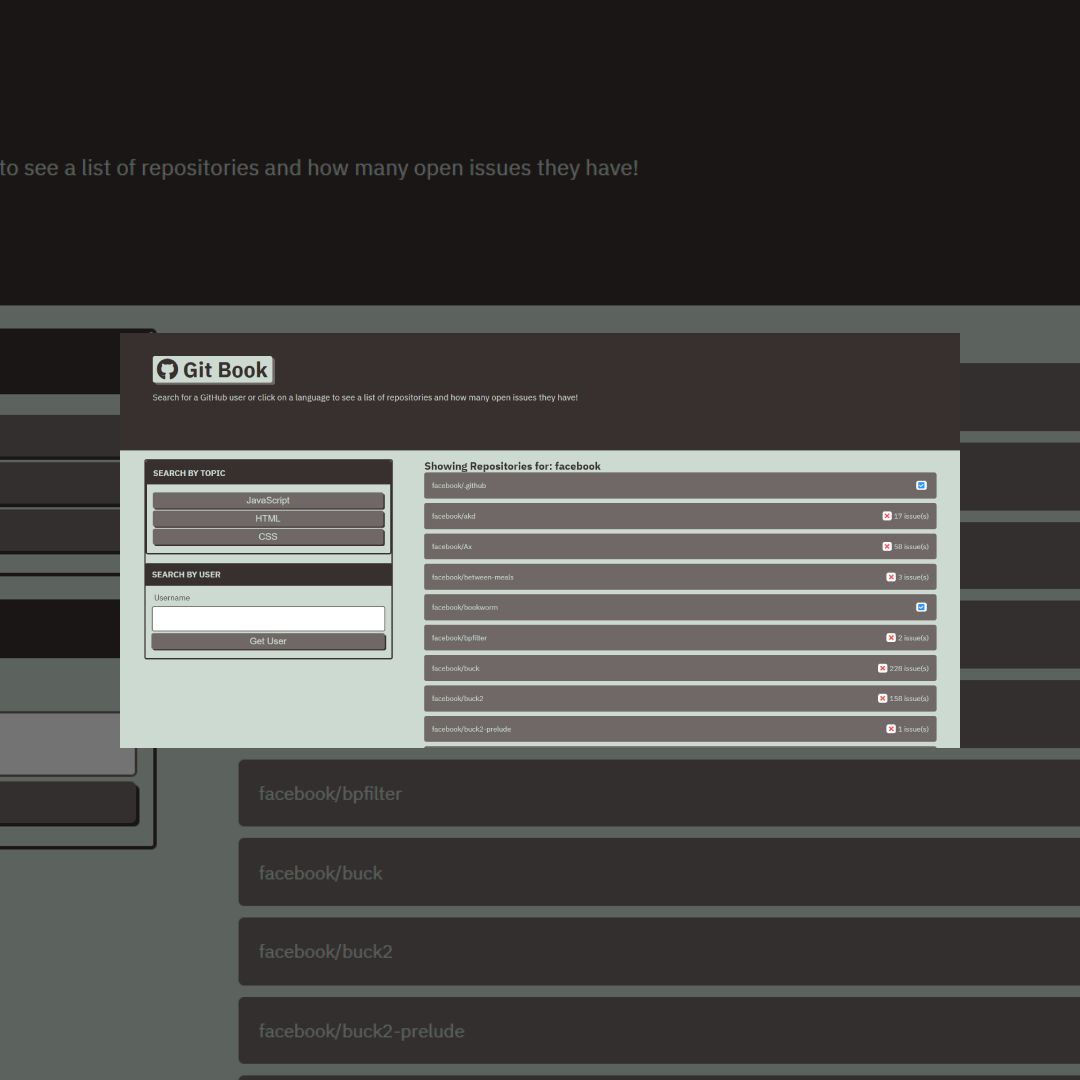 to see a list of repositories and how many open issues they have!
Git Book
Search for a GitHub user or click on a language to see a list of repositories and how many open issues they have!
SEARCH BY TOPIC
JavaScript
HTML
CSS
SEARCH BY USER
Username
Get User
Showing Repositories for: facebook
facebook/.github
facebook/akd 17 issue(s)
facebook/Ax 58 issue(s)
facebook/between-meals 3 issue(s)
facebook/bookworm
facebook/bpfilter 2 issue(s)
facebook/buck 228 issue(s)
facebook/buck2 158 issue(s)
facebook/buck2-prelude 1 issue(s)
facebook/bpfilter
facebook/buck
facebook/buck2
facebook/buck2-prelude